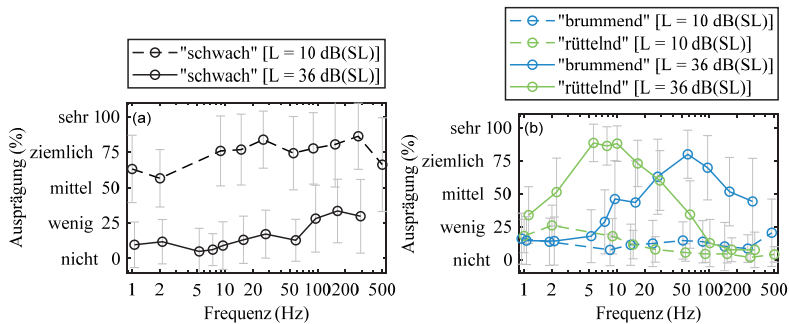 "schwach" [L = 10 dB(SL)]
"schwach" [L = 36 dB(SL)]
(a)
Ausprägung (%)
sehr 100
ziemlich 75
mittel 50
wenig 25
nicht 0
1 2 5 10 20 50 100 200 500
Frequenz (Hz)
"brummend" [L = 10 dB(SL)]
"rüttelnd" [L = 10 dB(SL)]
"brummend" [L = 36 dB(SL)]
"rüttelnd" [L = 36 dB(SL)]
(b)
Ausprägung (%)
sehr 100
ziemlich 75
mittel 50
wenig 25
nicht 0
1 2 5 10 20 50 100 200 500
Frequenz (Hz)